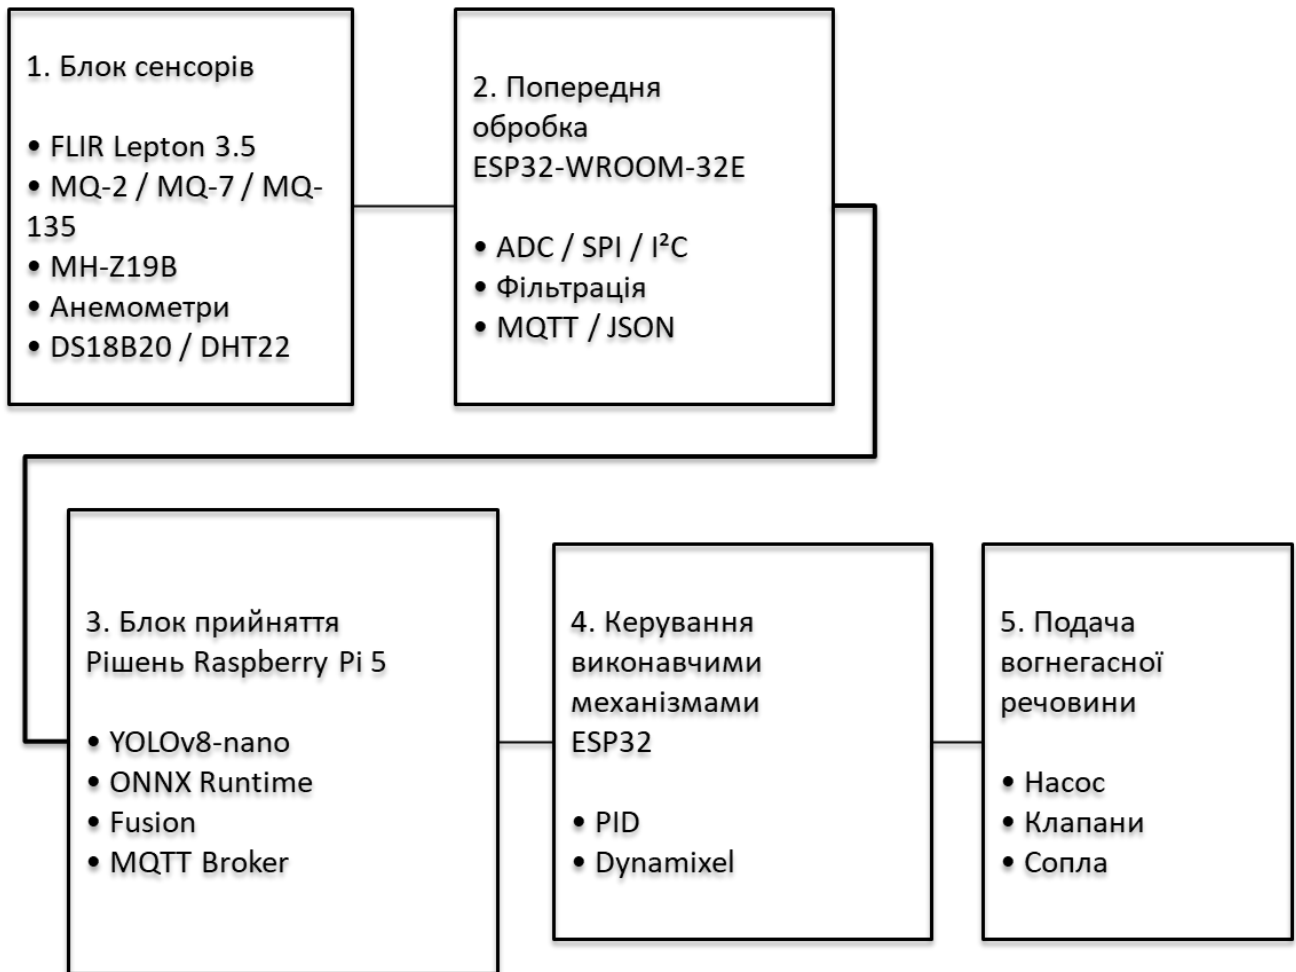 1. Блок сенсорів
• FLIR Lepton 3.5
• MQ-2 / MQ-7 / MQ-
135
• MH-Z19B
• Анемометри
• DS18B20 / DHT22
2. Попередня
обробка
ESP32-WROOM-32E
• ADC / SPI / I²C
• Фільтрація
• MQTT / JSON
3. Блок прийняття
Рішень Raspberry Pi 5
• YOLOv8-nano
• ONNX Runtime
• Fusion
• MQTT Broker
4. Керування
виконавчими
механізмами
ESP32
• PID
• Dynamixel
5. Подача
вогнегасної
речовини
• Насос
• Клапани
• Сопла